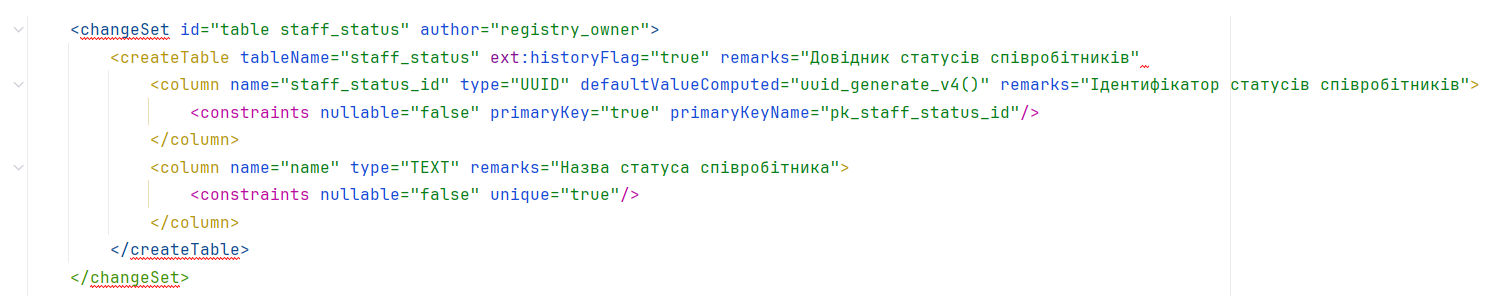 <changeSet id="table staff_status" author="registry_owner">
<createTable tableName="staff_status" ext:historyFlag="true" remarks="Довідник статусів співробітників"
<column name="staff_status_id" type="UUID" defaultValueComputed="uuid_generate_v4()" remarks="Ідентифікатор статусів співробітників">
<constraints nullable="false" primaryKey="true" primaryKeyName="pk_staff_status_id"/>
</column>
<column name="name" type="TEXT" remarks="Назва статуса співробітника">
<constraints nullable="false" unique="true"/>
</column>
</createTable>
</changeSet>